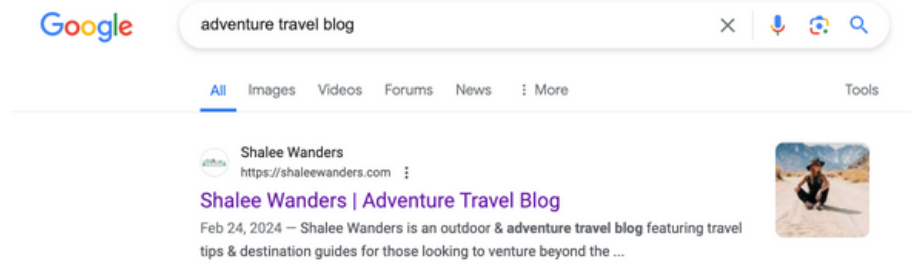 Google
adventure travel blog
All Images Videos Forums News More Tools
Shalee Wanders
https://shaleewanders.com
Shalee Wanders | Adventure Travel Blog
Feb 24, 2024 — Shalee Wanders is an outdoor & adventure travel blog featuring travel
tips & destination guides for those looking to venture beyond the ...